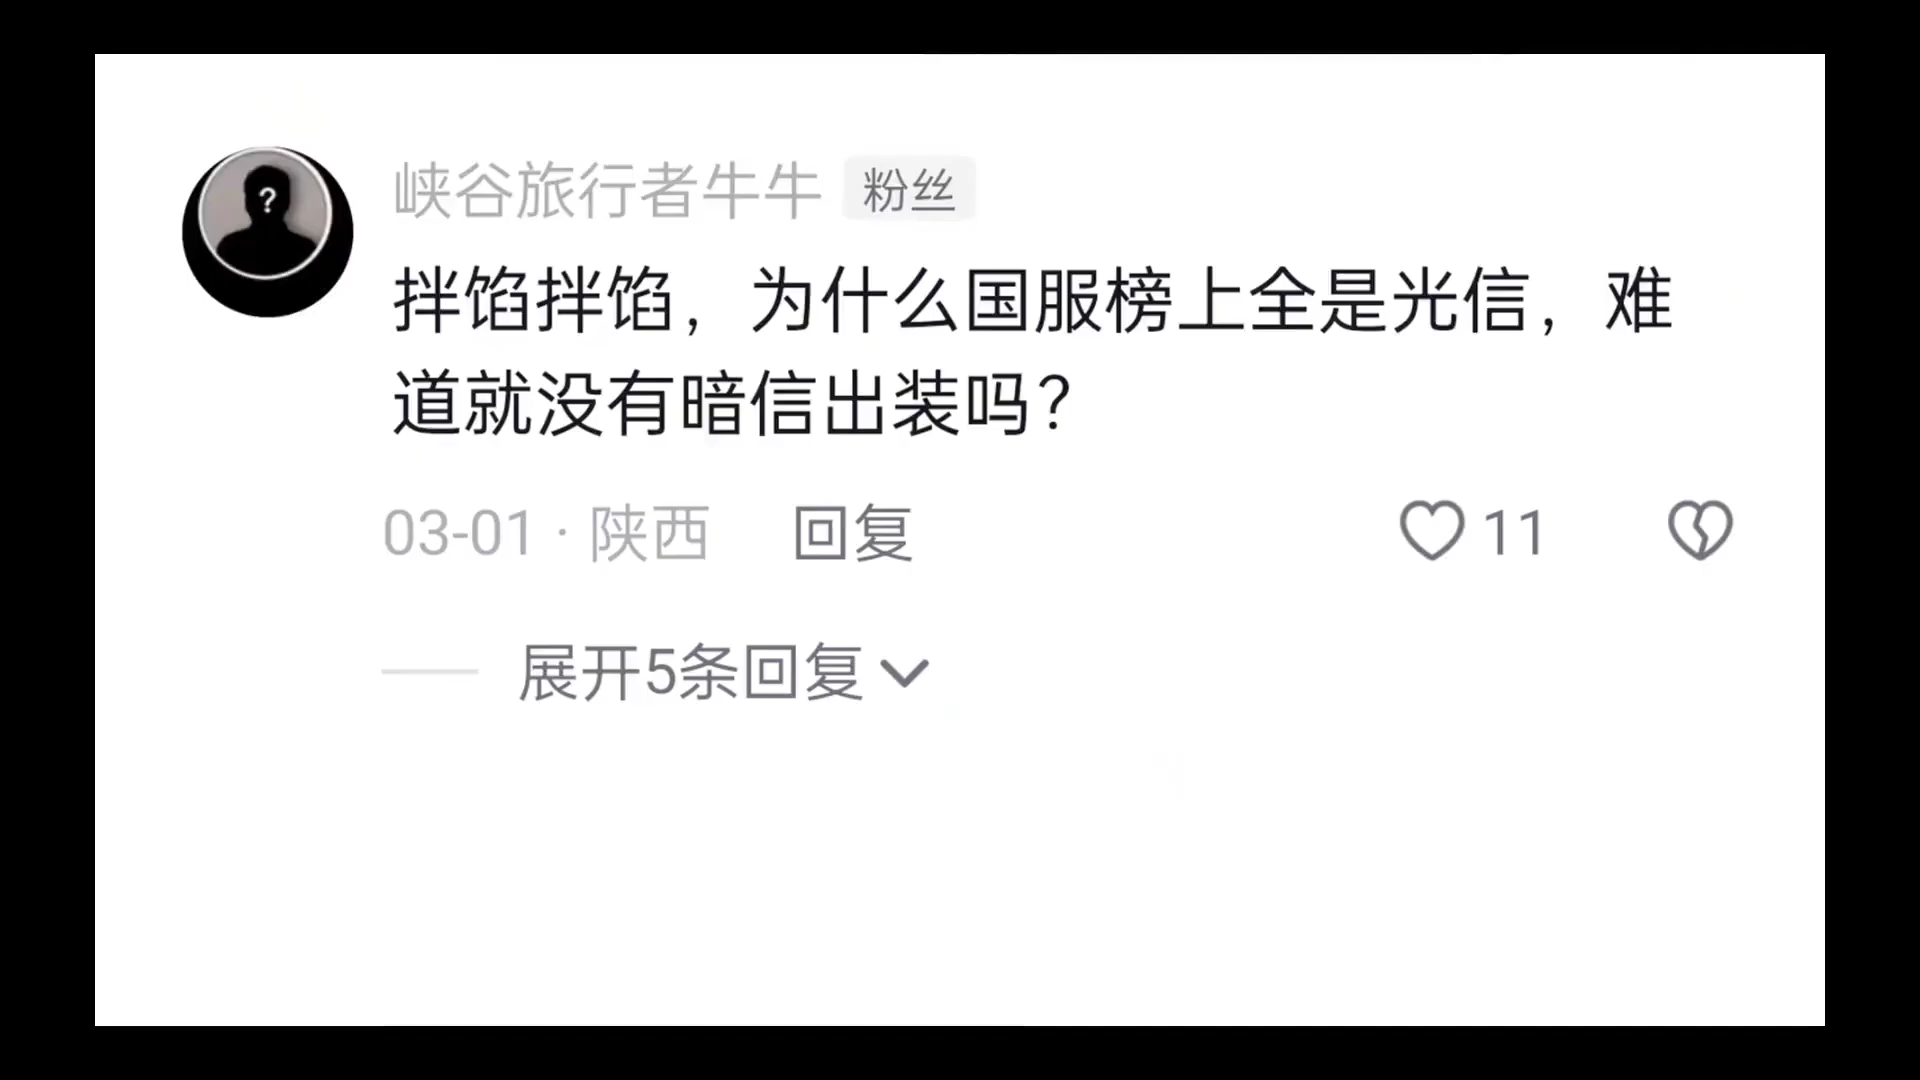 峡谷旅行者牛牛 粉丝
拌馅拌馅，为什么国服榜上全是光信，难
道就没有暗信出装吗？
03-01 · 陕西 回复 11
展开5条回复
?